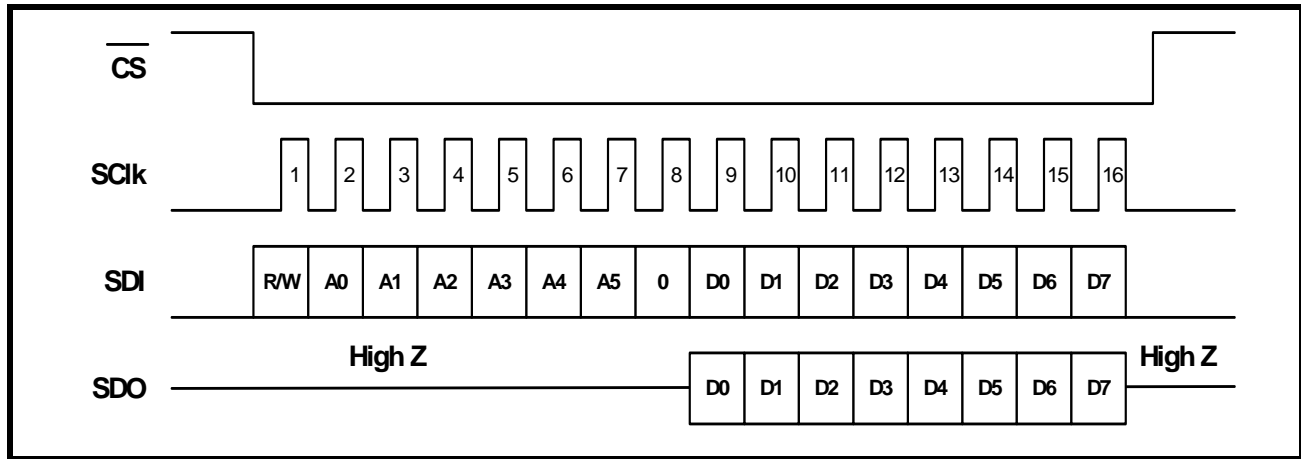 CS
SClk 1 2 3 4 5 6 7 8 9 10 11 12 13 14 15 16
SDI R/W A0 A1 A2 A3 A4 A5 0 D0 D1 D2 D3 D4 D5 D6 D7
High Z High Z
SDO D0 D1 D2 D3 D4 D5 D6 D7